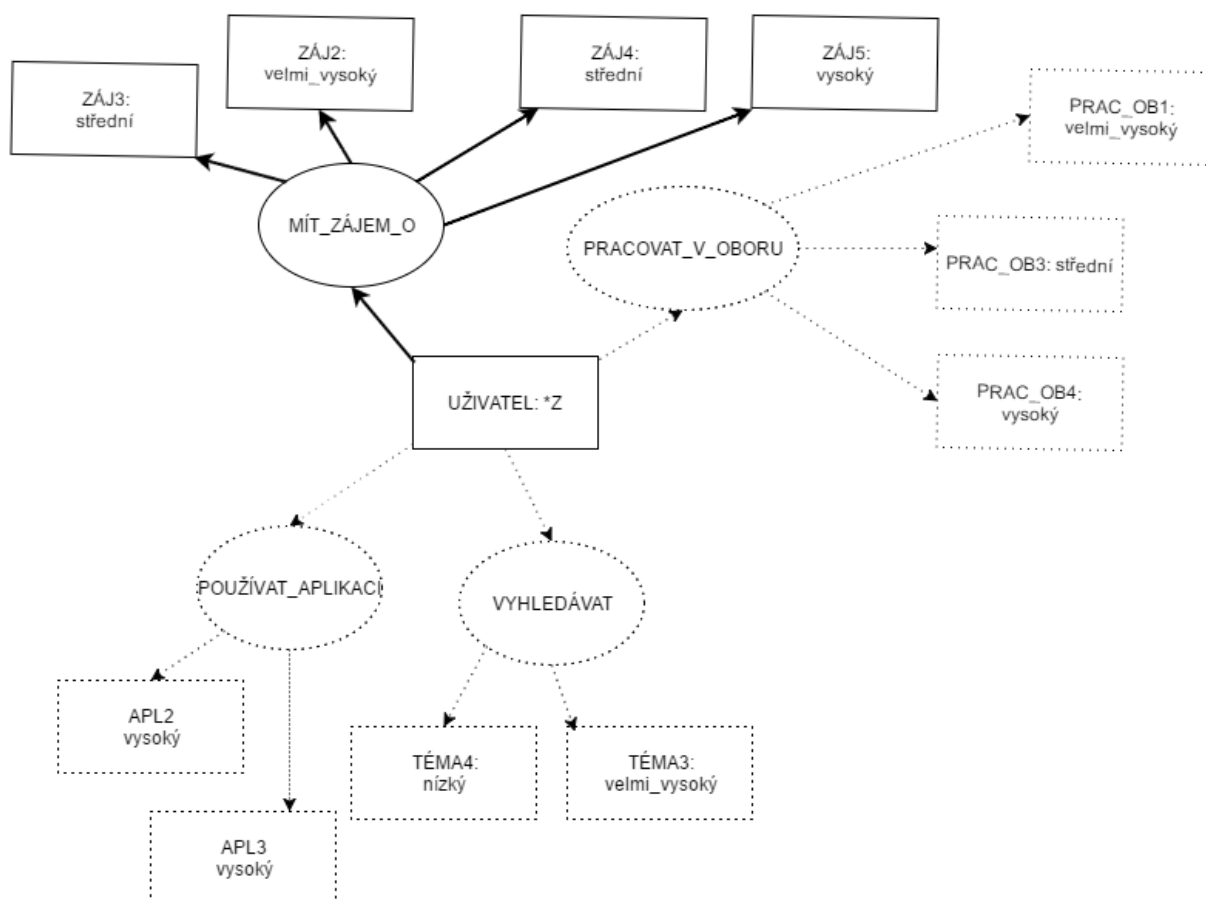 ZÁJ2:
velmi_vysoký
ZÁJ4:
střední
ZÁJ5:
vysoký
ZÁJ3:
střední
PRAC_OB1:
velmi_vysoký
MÍT_ZÁJEM_O
PRACOVAT_V_OBORU
PRAC_OB3: střední
UŽIVATEL: *Z
PRAC_OB4:
vysoký
POUŽÍVAT_APLIKACI
VYHLEDÁVAT
APL2
vysoký
TÉMA4:
nízký
TÉMA3:
velmi_vysoký
APL3
vysoký